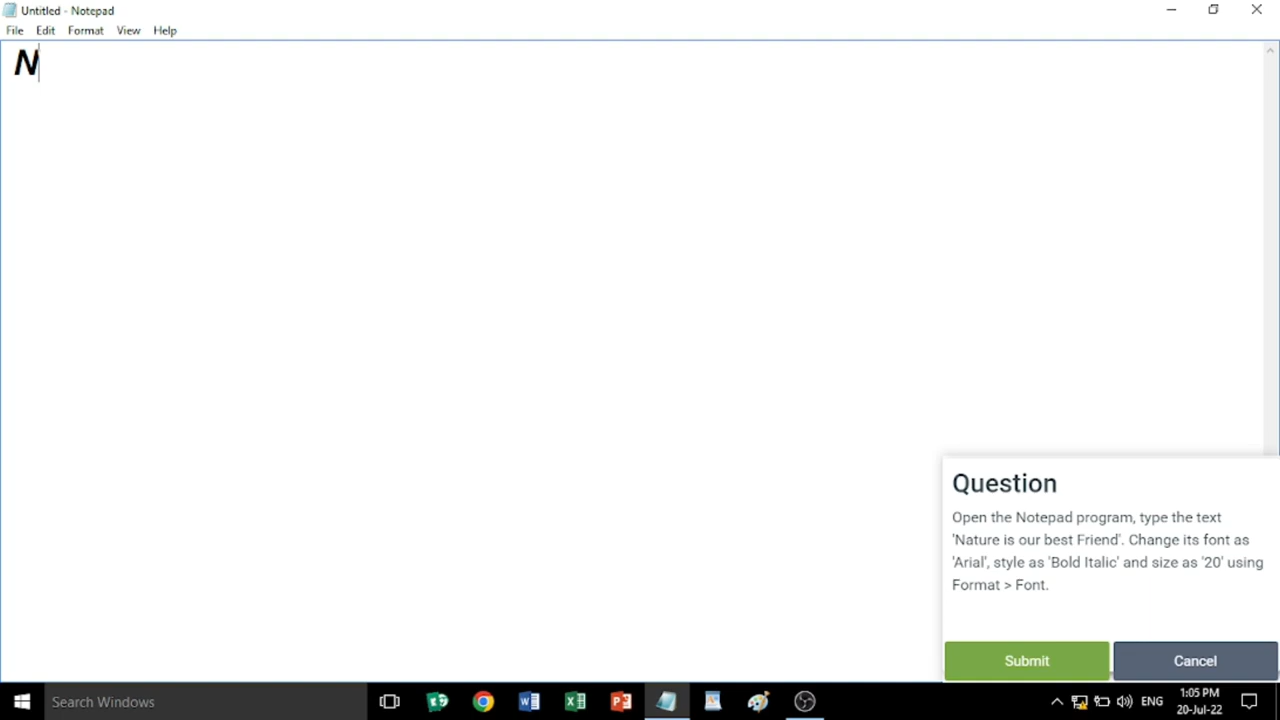 Untitled - Notepad
File Edit Format View Help
N
Question
Open the Notepad program, type the text
'Nature is our best Friend'. Change its font as
'Arial', style as 'Bold Italic' and size as '20' using
Format > Font.
Submit Cancel
Search Windows
ENG
1:05 PM
20-Jul-22